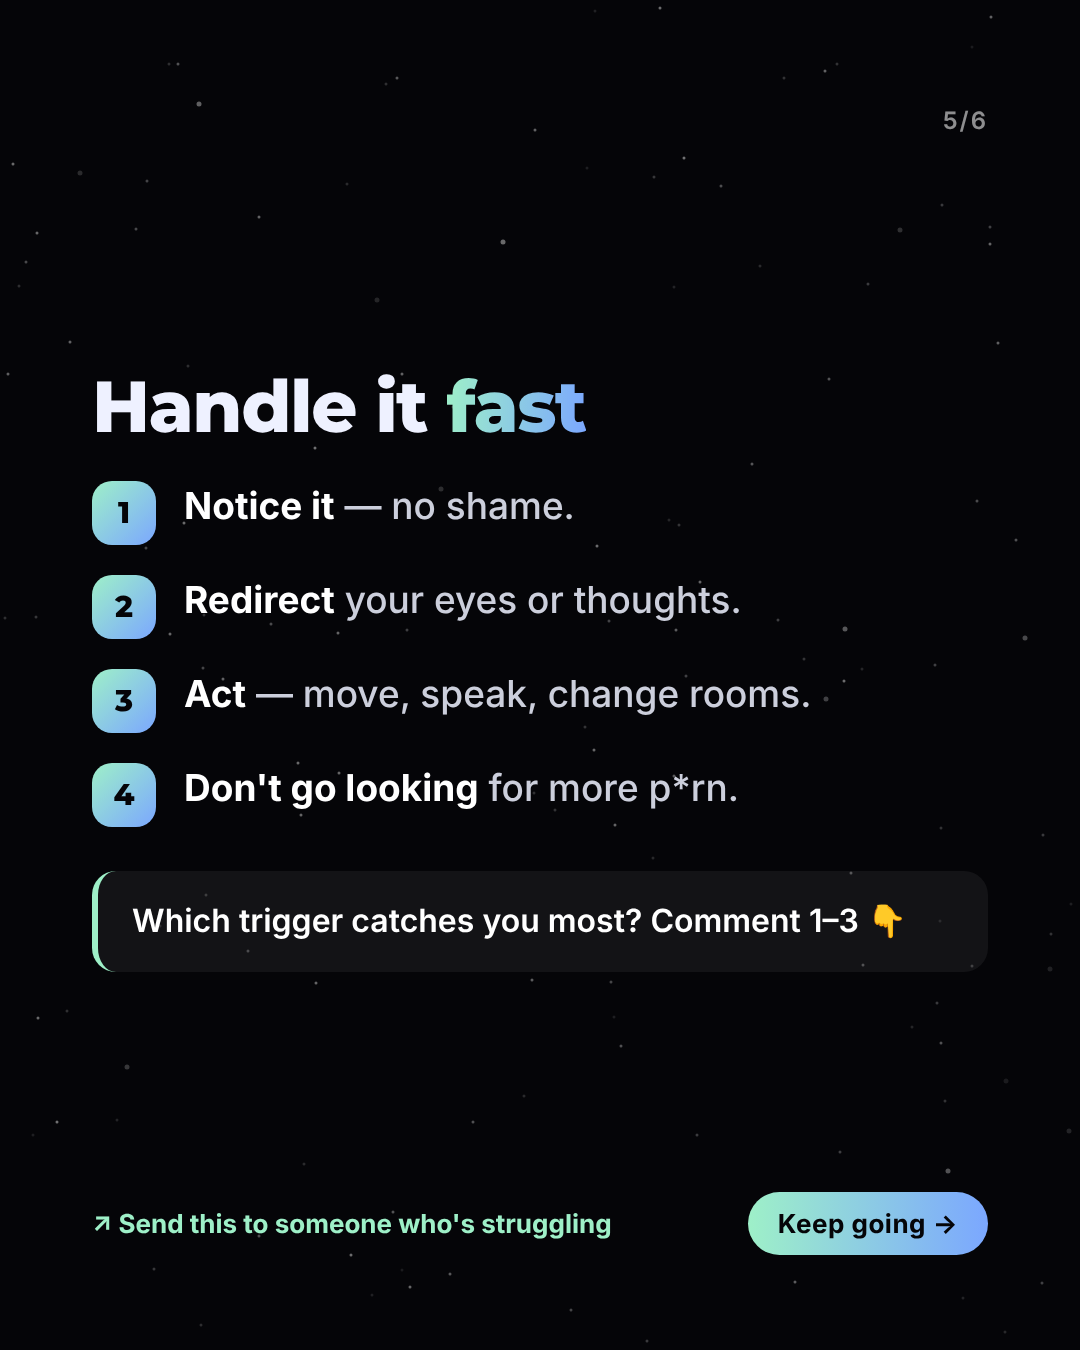 5/6
Handle it fast
1 Notice it — no shame.
2 Redirect your eyes or thoughts.
3 Act — move, speak, change rooms.
4 Don't go looking for more p*rn.
Which trigger catches you most? Comment 1–3 👇
↗ Send this to someone who's struggling
Keep going →